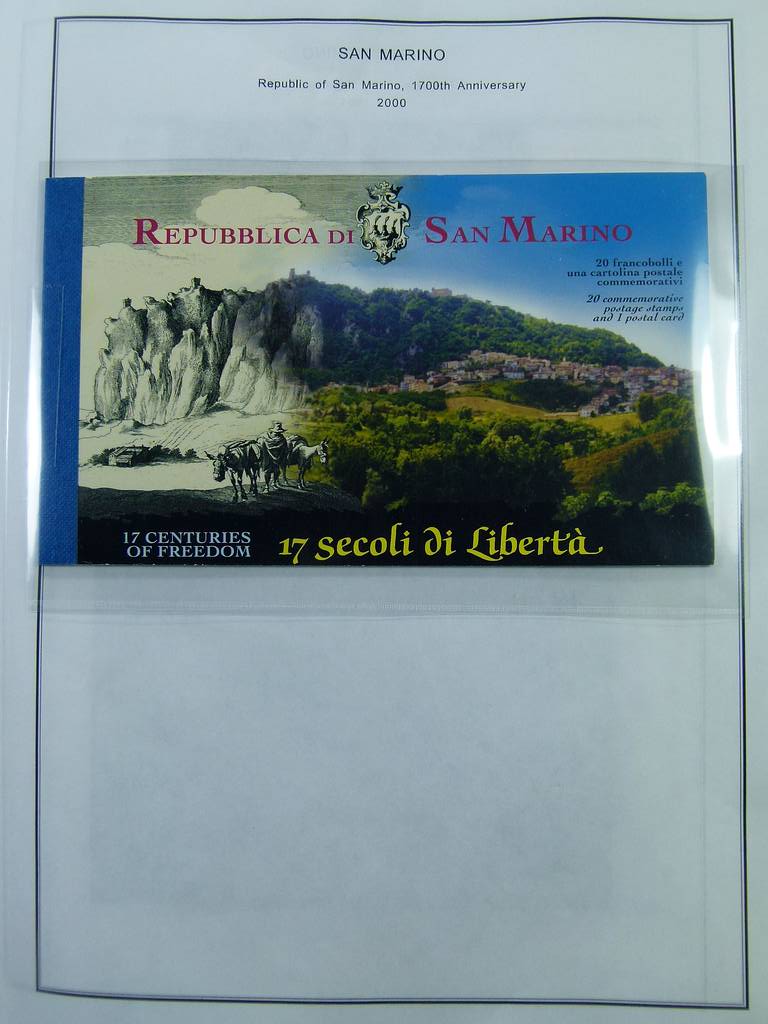 SAN MARINO
Republic of San Marino, 1700th Anniversary
2000
REPUBBLICA DI SAN MARINO
20 francobolli e
una cartolina postale
commemorativi
20 commemorative
postage stamps
and 1 postal card
17 CENTURIES
OF FREEDOM
17 secoli di Libertà